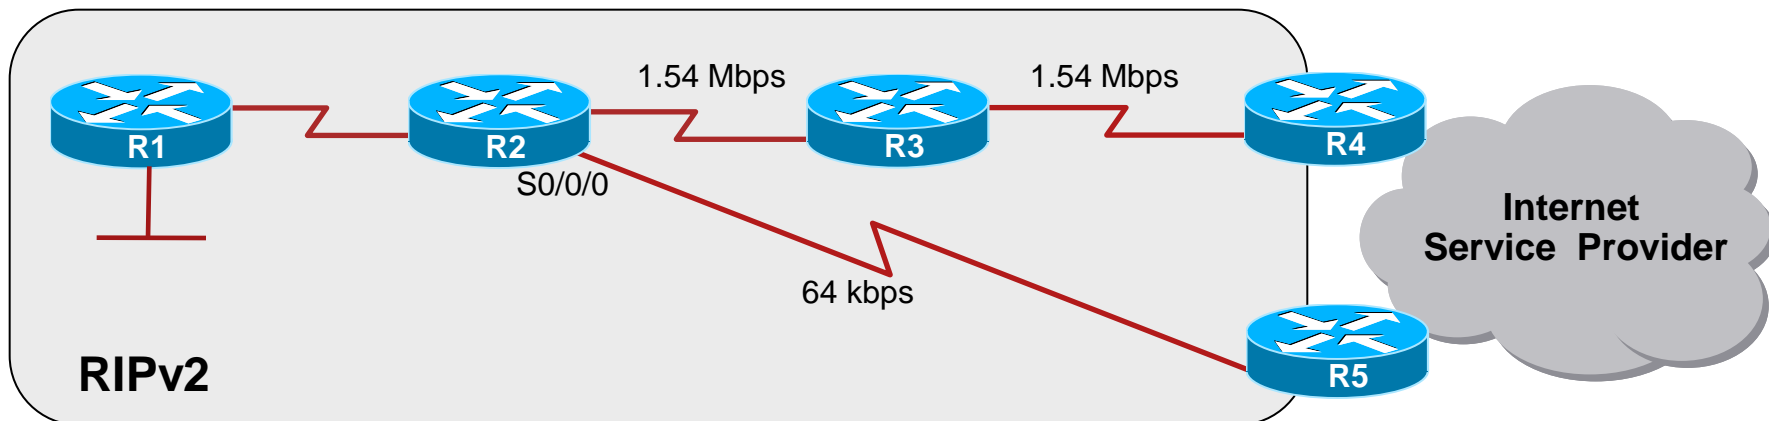 1.54 Mbps
1.54 Mbps
R1
R2
R3
R4
S0/0/0
Internet
Service Provider
64 kbps
RIPv2
R5